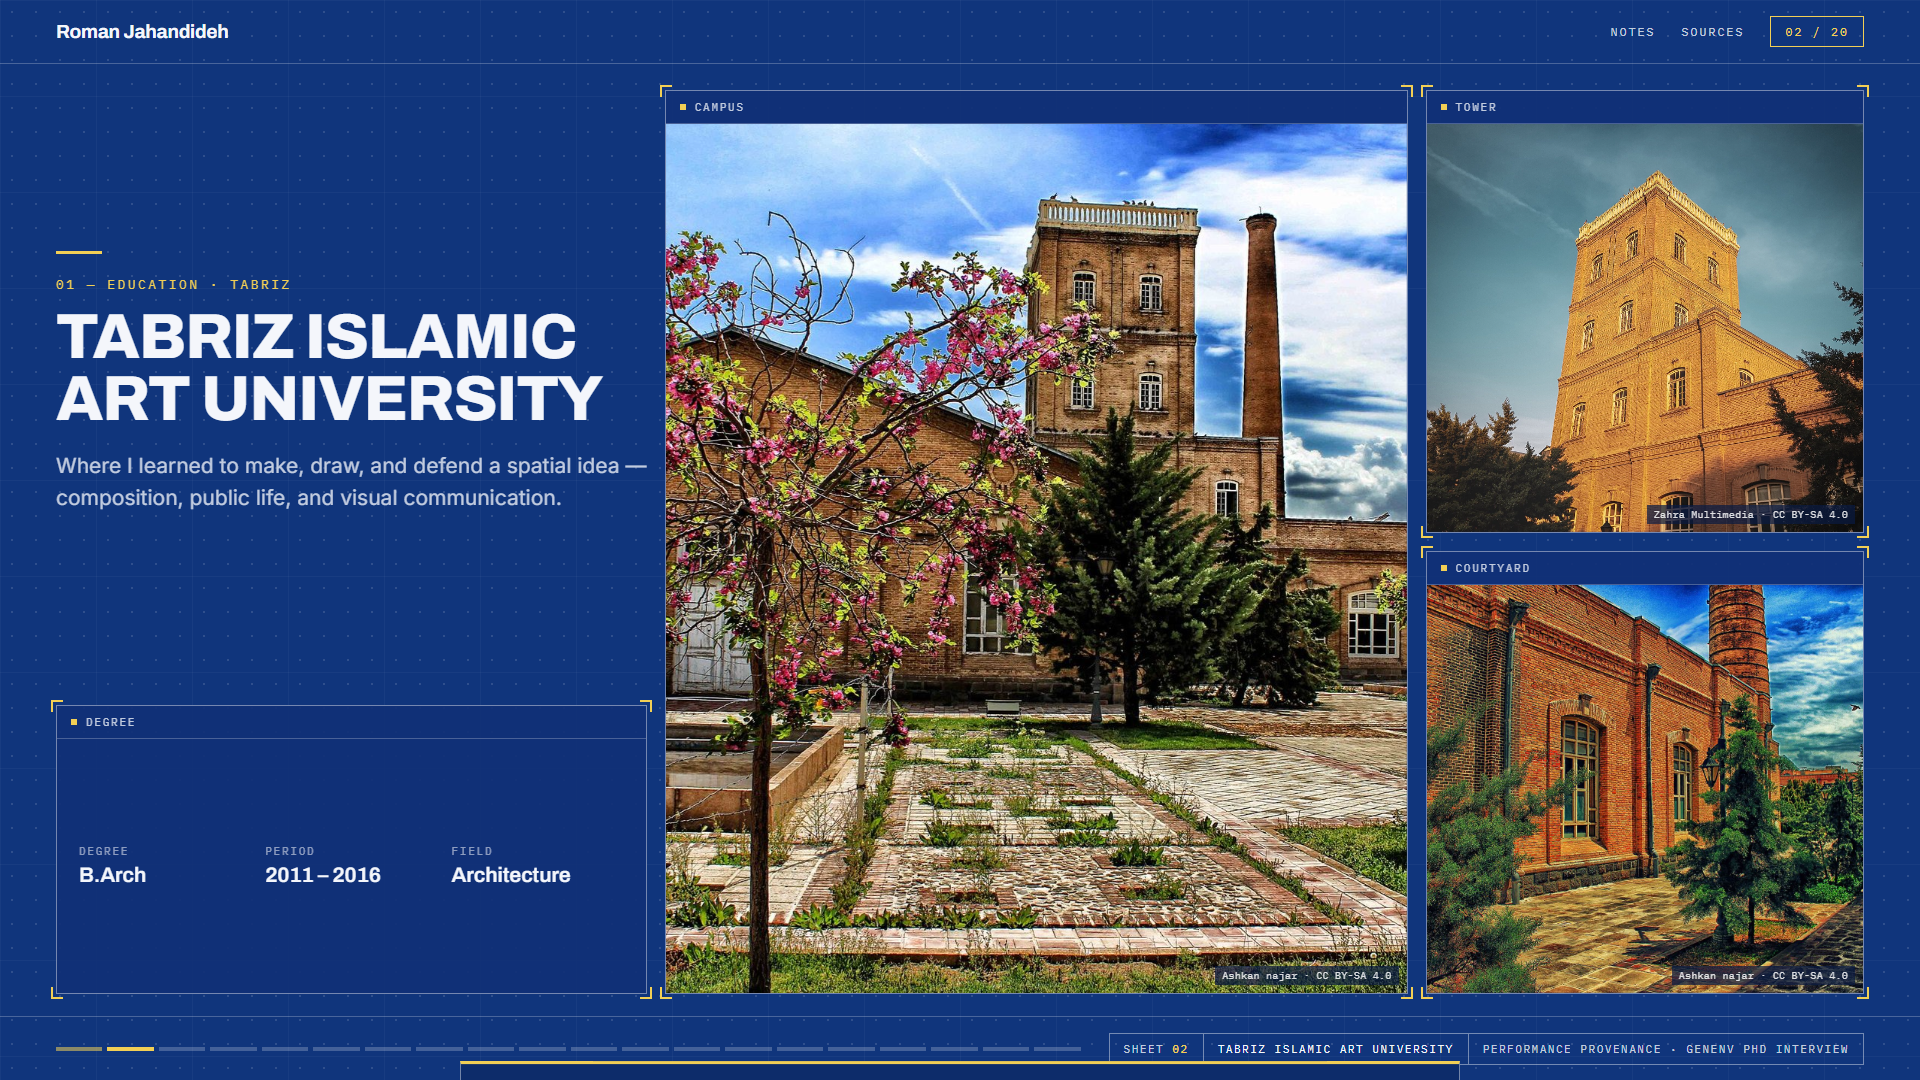 Roman Jahandideh
NOTES
SOURCES
02 / 20
01 — EDUCATION · TABRIZ
TABRIZ ISLAMIC
ART UNIVERSITY
Where I learned to make, draw, and defend a spatial idea —
composition, public life, and visual communication.
DEGREE
DEGREE
B.Arch
PERIOD
2011 – 2016
FIELD
Architecture
CAMPUS
Ashkan najar · CC BY-SA 4.0
TOWER
Zahra Multimedia · CC BY-SA 4.0
COURTYARD
Ashkan najar · CC BY-SA 4.0
SHEET 02
TABRIZ ISLAMIC ART UNIVERSITY
PERFORMANCE PROVENANCE · GENENV PHD INTERVIEW